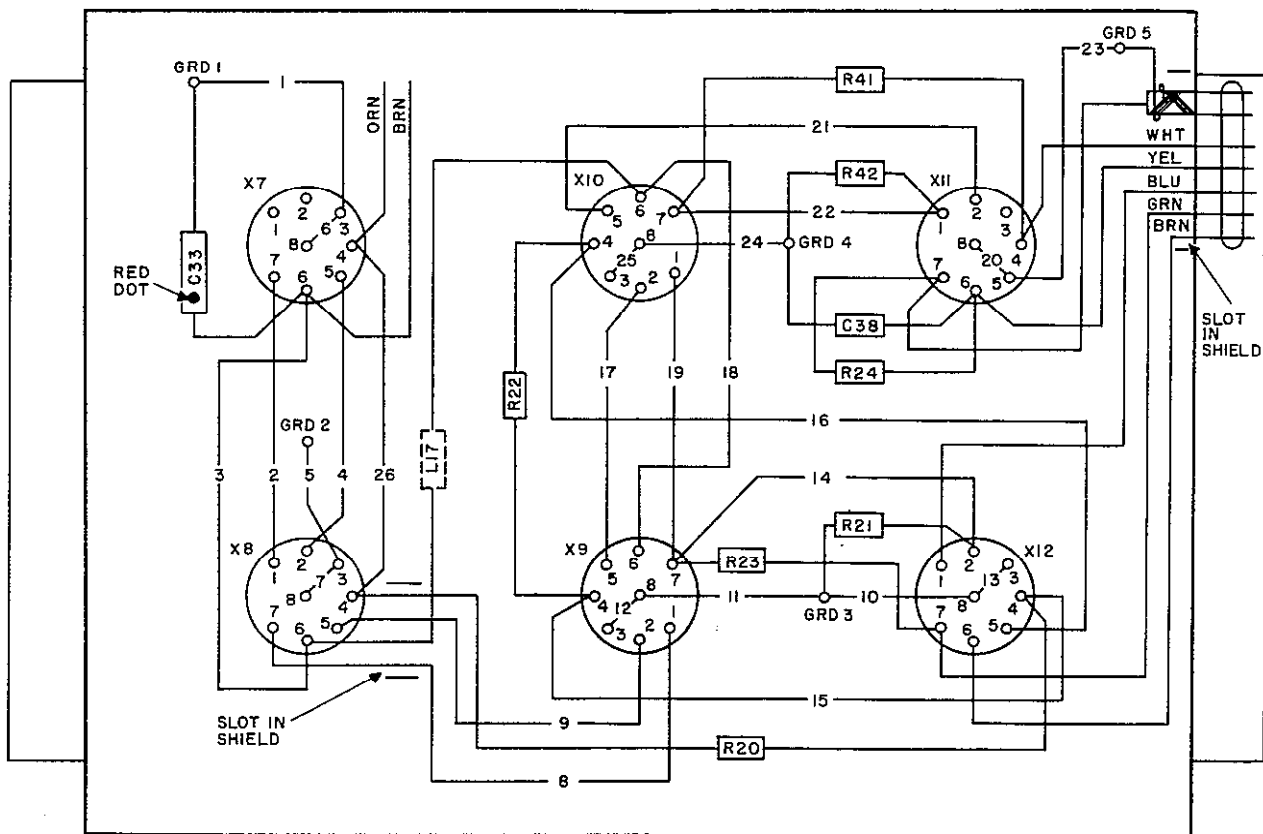 GRD 5
23
GRD 1
1
R41
ORN
BRN
21
WHT
YEL
BLU
GRN
BRN
X7
2
1
6
3
8
4
7
5
6
X10
5
6
7
4
8
25
3
2
1
R42
22
24
GRD 4
X11
2
1
3
8
4
20
7
6
5
C33
RED
DOT
C38
R24
SLOT
IN
SHIELD
R22
17
19
18
16
GRD 2
3
2
5
4
26
L17
14
R21
X8
2
1
7
3
8
4
7
5
6
X9
5
6
7
4
8
12
3
2
1
R23
11
GRD 3
10
X12
2
1
13
3
8
4
7
6
5
15
SLOT IN
SHIELD
9
R20
8